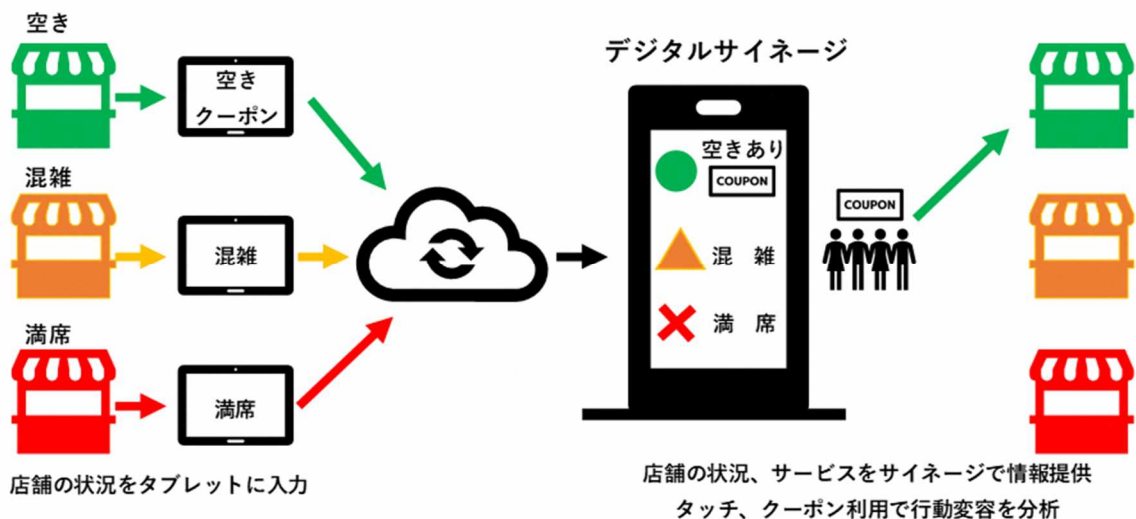 空き
空き
クーポン
混雑
混雑
満席
満席
店舗の状況をタブレットに入力
デジタルサイネージ
空きあり
COUPON
混 雑
満 席
COUPON
店舗の状況、サービスをサイネージで情報提供
タッチ、クーポン利用で行動変容を分析